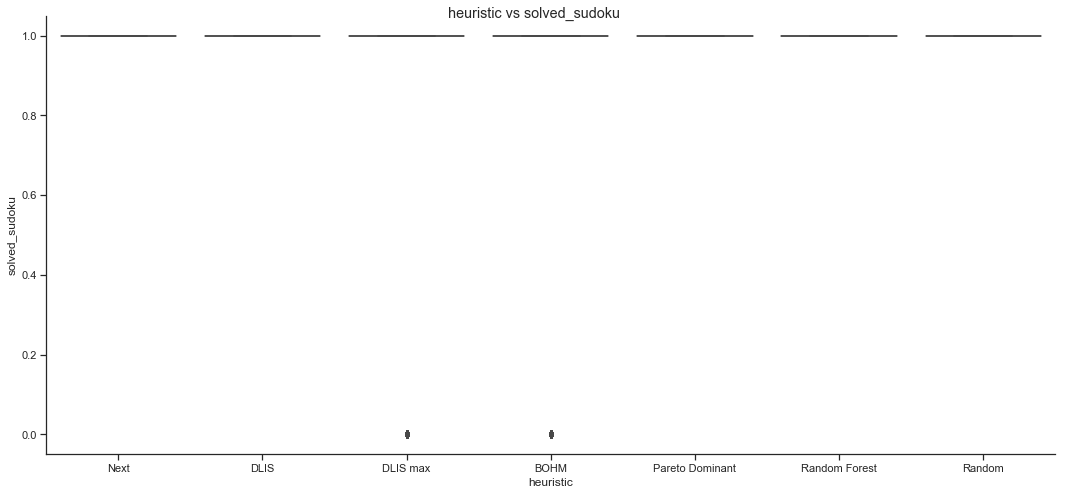 heuristic vs solved_sudoku
solved_sudoku
1.0
0.8
0.6
0.4
0.2
0.0
Next DLIS DLIS max BOHM Pareto Dominant Random Forest Random
heuristic